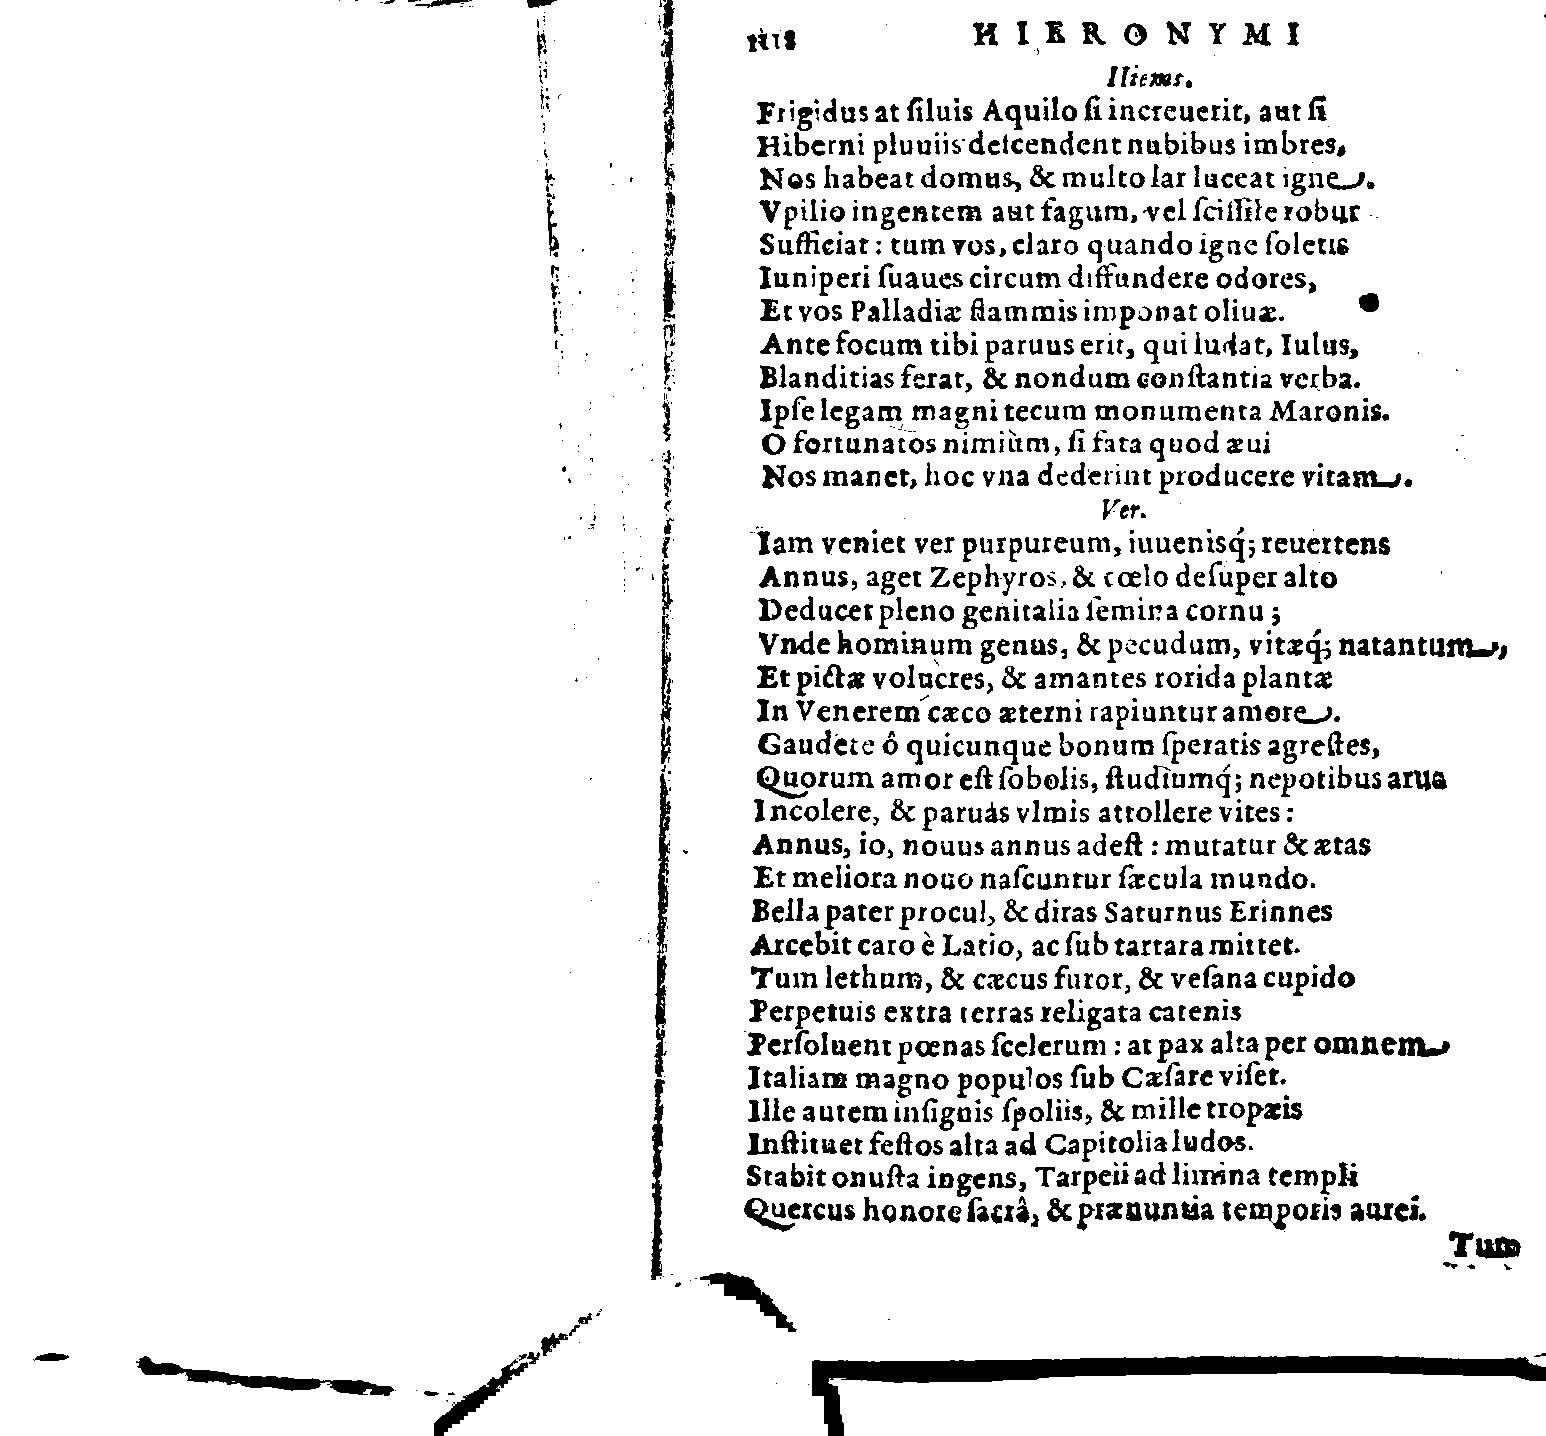 HIERONYMI
Hiems.
Frigidus at ſiluis Aquilo ſi increuerit, aut ſi
Hiberni pluuiis deſcendent nubibus imbres,
Nos habeat domus, & multo lar luceat igne.
Vpilio ingentem aut fagum, vel ſciſſile robur
Sufficiat: tum vos, claro quando igne ſoletis
Iuniperi ſuaues circum diffundere odores,
Et vos Palladiæ flammis imponat oliuæ.
Ante focum tibi paruus erit, qui ludat, Iulus,
Blanditias ferat, & nondum conſtantia verba.
Ipſe legam magni tecum monumenta Maronis.
O fortunatos nimiùm, ſi fata quod æui
Nos manet, hoc vna dederint producere vitam.
Ver.
Iam veniet ver purpureum, iuuenisq́; reuertens
Annus, aget Zephyros, & cœlo deſuper alto
Deducet pleno genitalia ſemina cornu;
Vnde hominum genus, & pecudum, vitæq́; natantum,
Et pictæ volucres, & amantes rorida plantæ
In Venerem cæco æterni rapiuntur amore.
Gaudete ô quicunque bonum ſperatis agreſtes,
Quorum amor eſt ſobolis, ſtudiumq́; nepotibus arua
Incolere, & paruas vlmis attollere vites:
Annus, io, nouus annus adeſt: mutatur & ætas
Et meliora nouo naſcuntur ſæcula mundo.
Bella pater procul, & diras Saturnus Erinnes
Arcebit caro è Latio, ac ſub tartara mittet.
Tum lethum, & cæcus furor, & veſana cupido
Perpetuis extra terras religata catenis
Perſoluent pœnas ſcelerum: at pax alta per omnem
Italiam magno populos ſub Cæſare viſet.
Ille autem inſignis ſpoliis, & mille tropæis
Inſtituet feſtos alta ad Capitolia ludos.
Stabit onuſta ingens, Tarpeii ad limina templi
Quercus honore ſacrâ, & prænuntia temporis aurei.
Tum